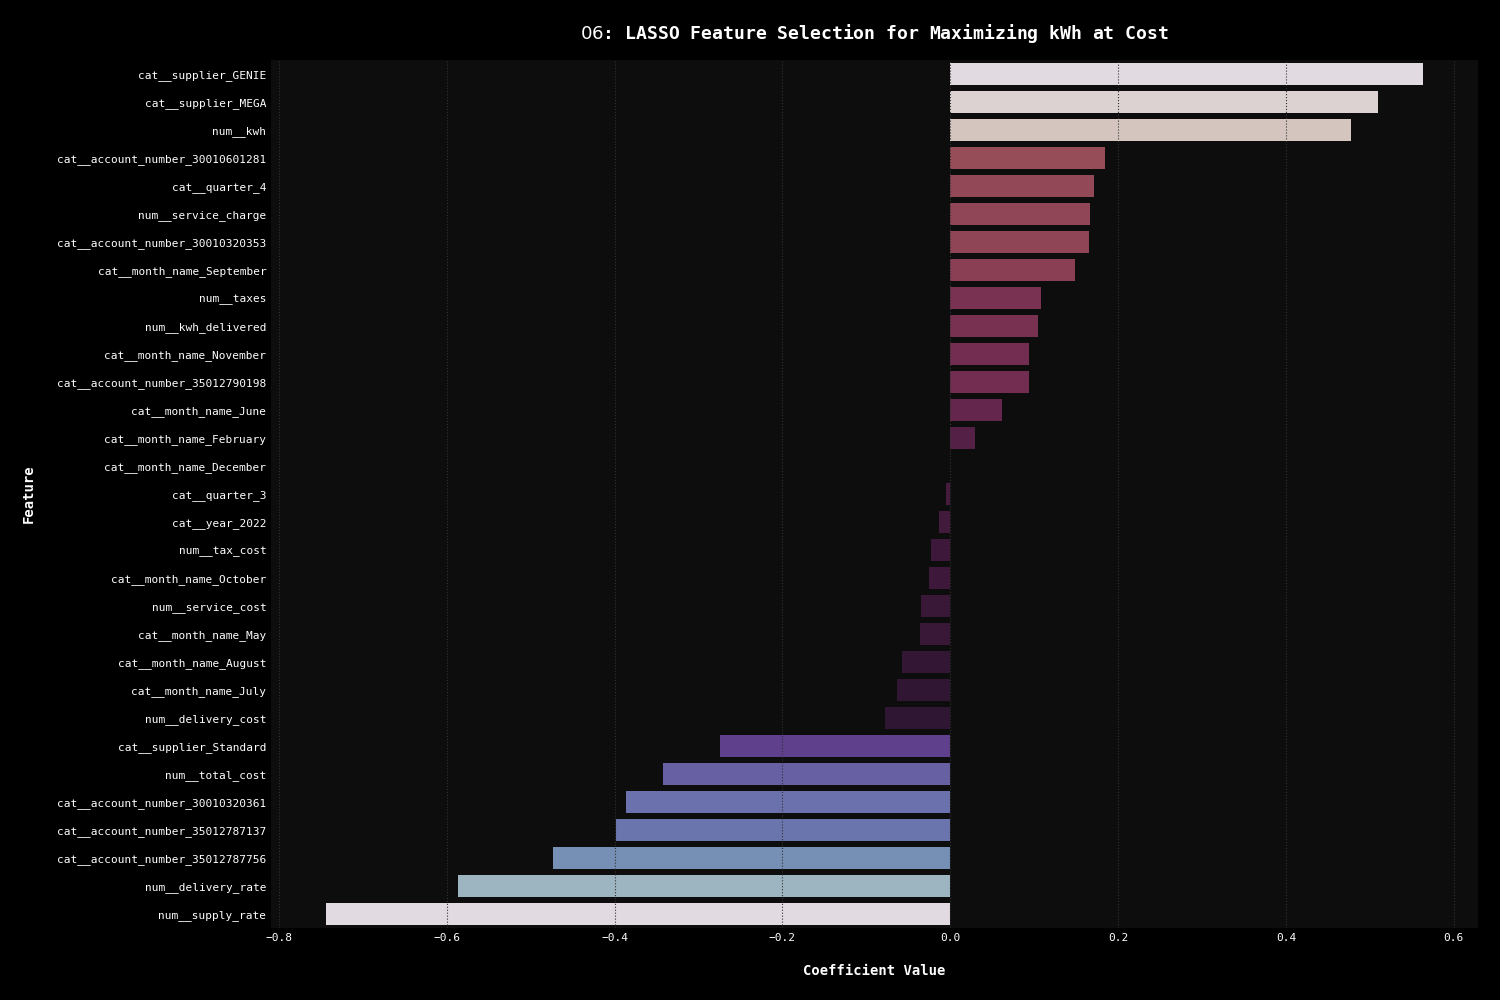 06: LASSO Feature Selection for Maximizing kWh at Cost
cat__supplier_GENIE
cat__supplier_MEGA
num__kwh
cat__account_number_30010601281
cat__quarter_4
num__service_charge
cat__account_number_30010320353
cat__month_name_September
num__taxes
num__kwh_delivered
cat__month_name_November
cat__account_number_35012790198
cat__month_name_June
cat__month_name_February
cat__month_name_December
cat__quarter_3
cat__year_2022
num__tax_cost
cat__month_name_October
num__service_cost
cat__month_name_May
cat__month_name_August
cat__month_name_July
num__delivery_cost
cat__supplier_Standard
num__total_cost
cat__account_number_30010320361
cat__account_number_35012787137
cat__account_number_35012787756
num__delivery_rate
num__supply_rate
Feature
−0.8 −0.6 −0.4 −0.2 0.0 0.2 0.4 0.6
Coefficient Value